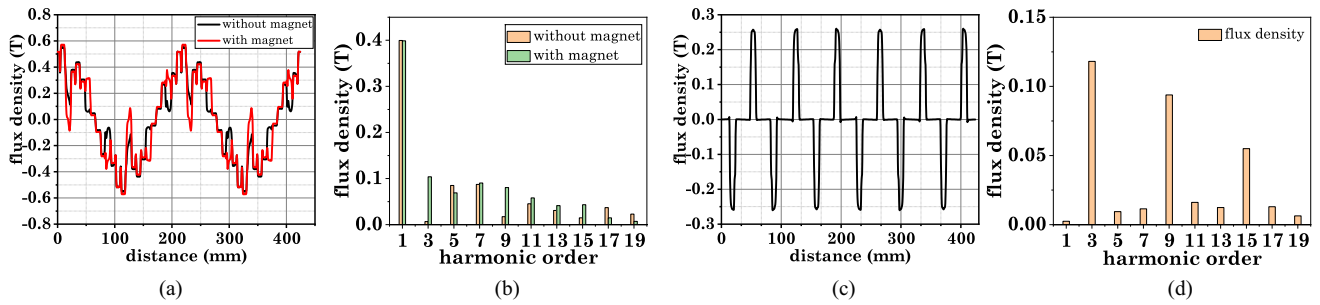 flux density (T)
0.8
0.6
0.4
0.2
0.0
-0.2
-0.4
-0.6
-0.8
without magnet
with magnet
0 100 200 300 400
distance (mm)
(a)
flux density (T)
0.4
0.3
0.2
0.1
0.0
without magnet
with magnet
1 3 5 7 9 11 13 15 17 19
harmonic order
(b)
flux density (T)
0.3
0.2
0.1
0.0
-0.1
-0.2
-0.3
0 100 200 300 400
distance (mm)
(c)
flux density (T)
0.15
0.10
0.05
0.00
flux density
1 3 5 7 9 11 13 15 17 19
harmonic order
(d)